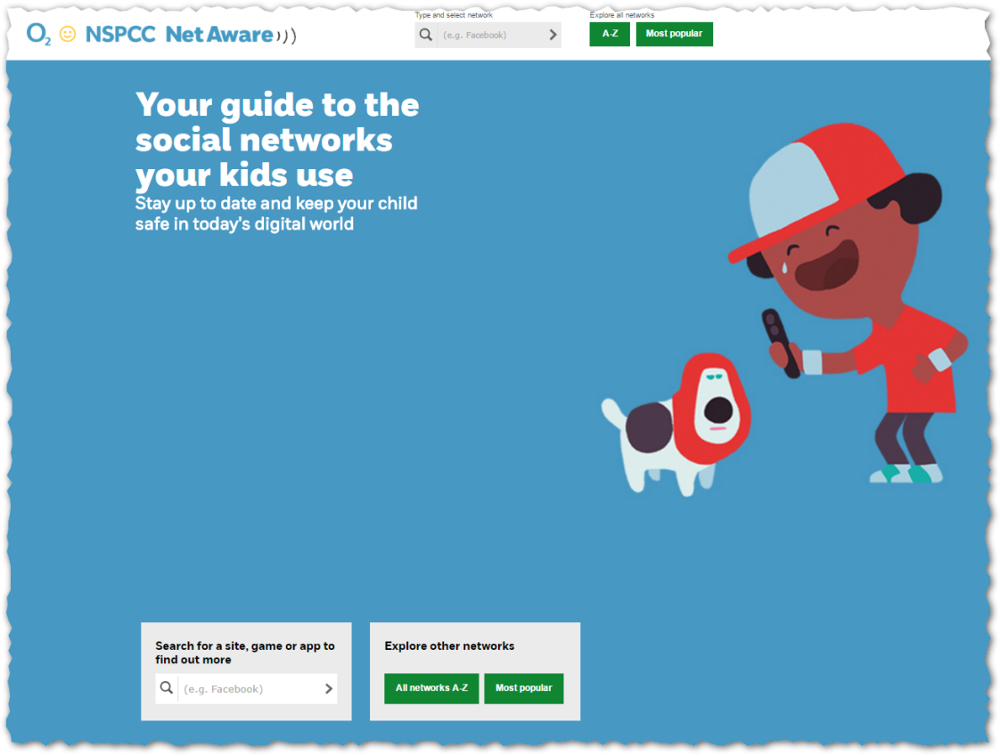 O2 NSPCC Net Aware
Type and select network
(e.g. Facebook)
Explore all networks
A-Z
Most popular
Your guide to the
social networks
your kids use
Stay up to date and keep your child
safe in today's digital world
Search for a site, game or app to
find out more
(e.g. Facebook)
Explore other networks
All networks A-Z
Most popular